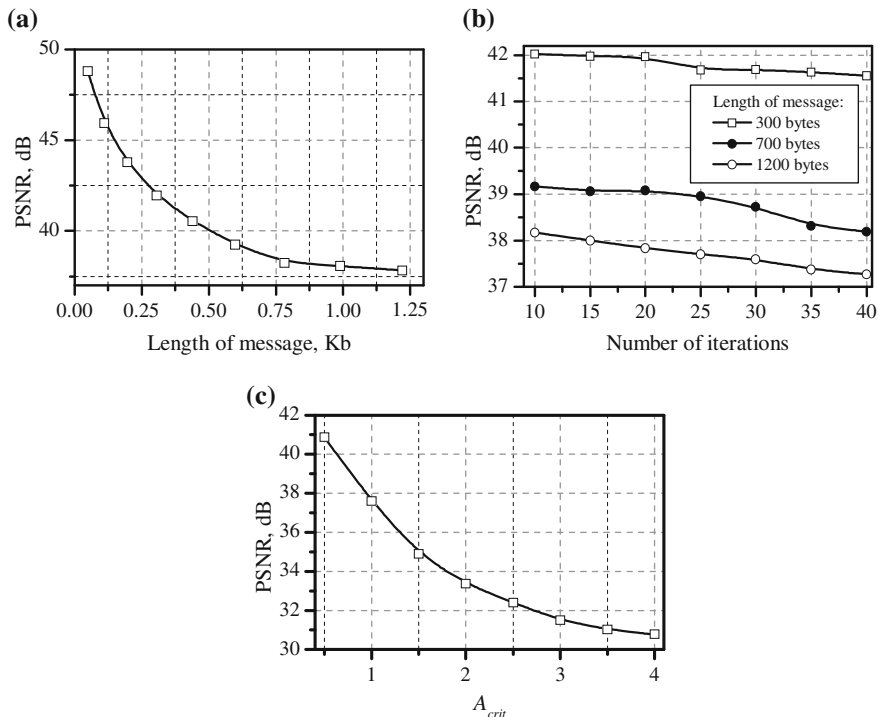 (a)
50
45
40
PSNR, dB
0.00 0.25 0.50 0.75 1.00 1.25
Length of message, Kb
(b)
42
41
40
39
38
37
PSNR, dB
Length of message:
300 bytes
700 bytes
1200 bytes
10 15 20 25 30 35 40
Number of iterations
(c)
42
40
38
36
34
32
30
PSNR, dB
1 2 3 4
A_crit